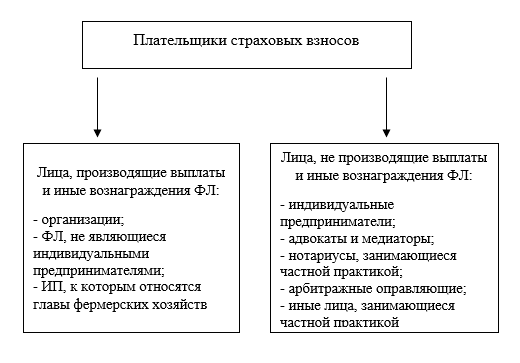 Плательщики страховых взносов
Лица, производящие выплаты
и иные вознаграждения ФЛ:
- организации;
- ФЛ, не являющиеся
индивидуальными
предпринимателями;
- ИП, к которым относятся
главы фермерских хозяйств
Лица, не производящие выплаты
и иные вознаграждения ФЛ:
- индивидуальные
предприниматели;
- адвокаты и медиаторы;
- нотариусы, занимающиеся
частной практикой;
- арбитражные оправляющие;
- иные лица, занимающиеся
частной практикой